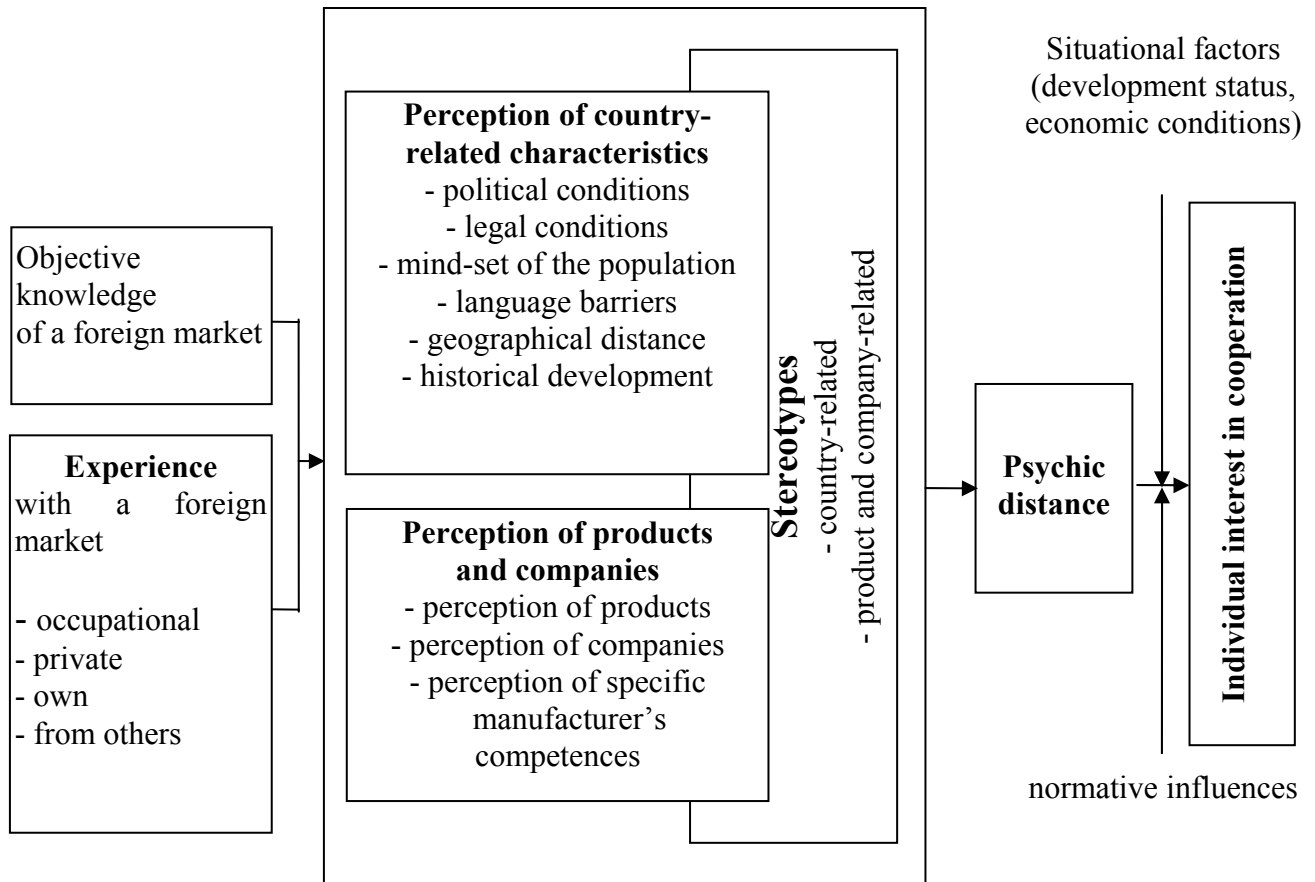 Objective
knowledge
of a foreign market
Experience
with a foreign
market
- occupational
- private
- own
- from others
Perception of country-
related characteristics
- political conditions
- legal conditions
- mind-set of the population
- language barriers
- geographical distance
- historical development
Perception of products
and companies
- perception of products
- perception of companies
- perception of specific
manufacturer’s
competences
Stereotypes
- country-related
- product and company-related
Psychic
distance
Situational factors
(development status,
economic conditions)
Individual interest in cooperation
normative influences